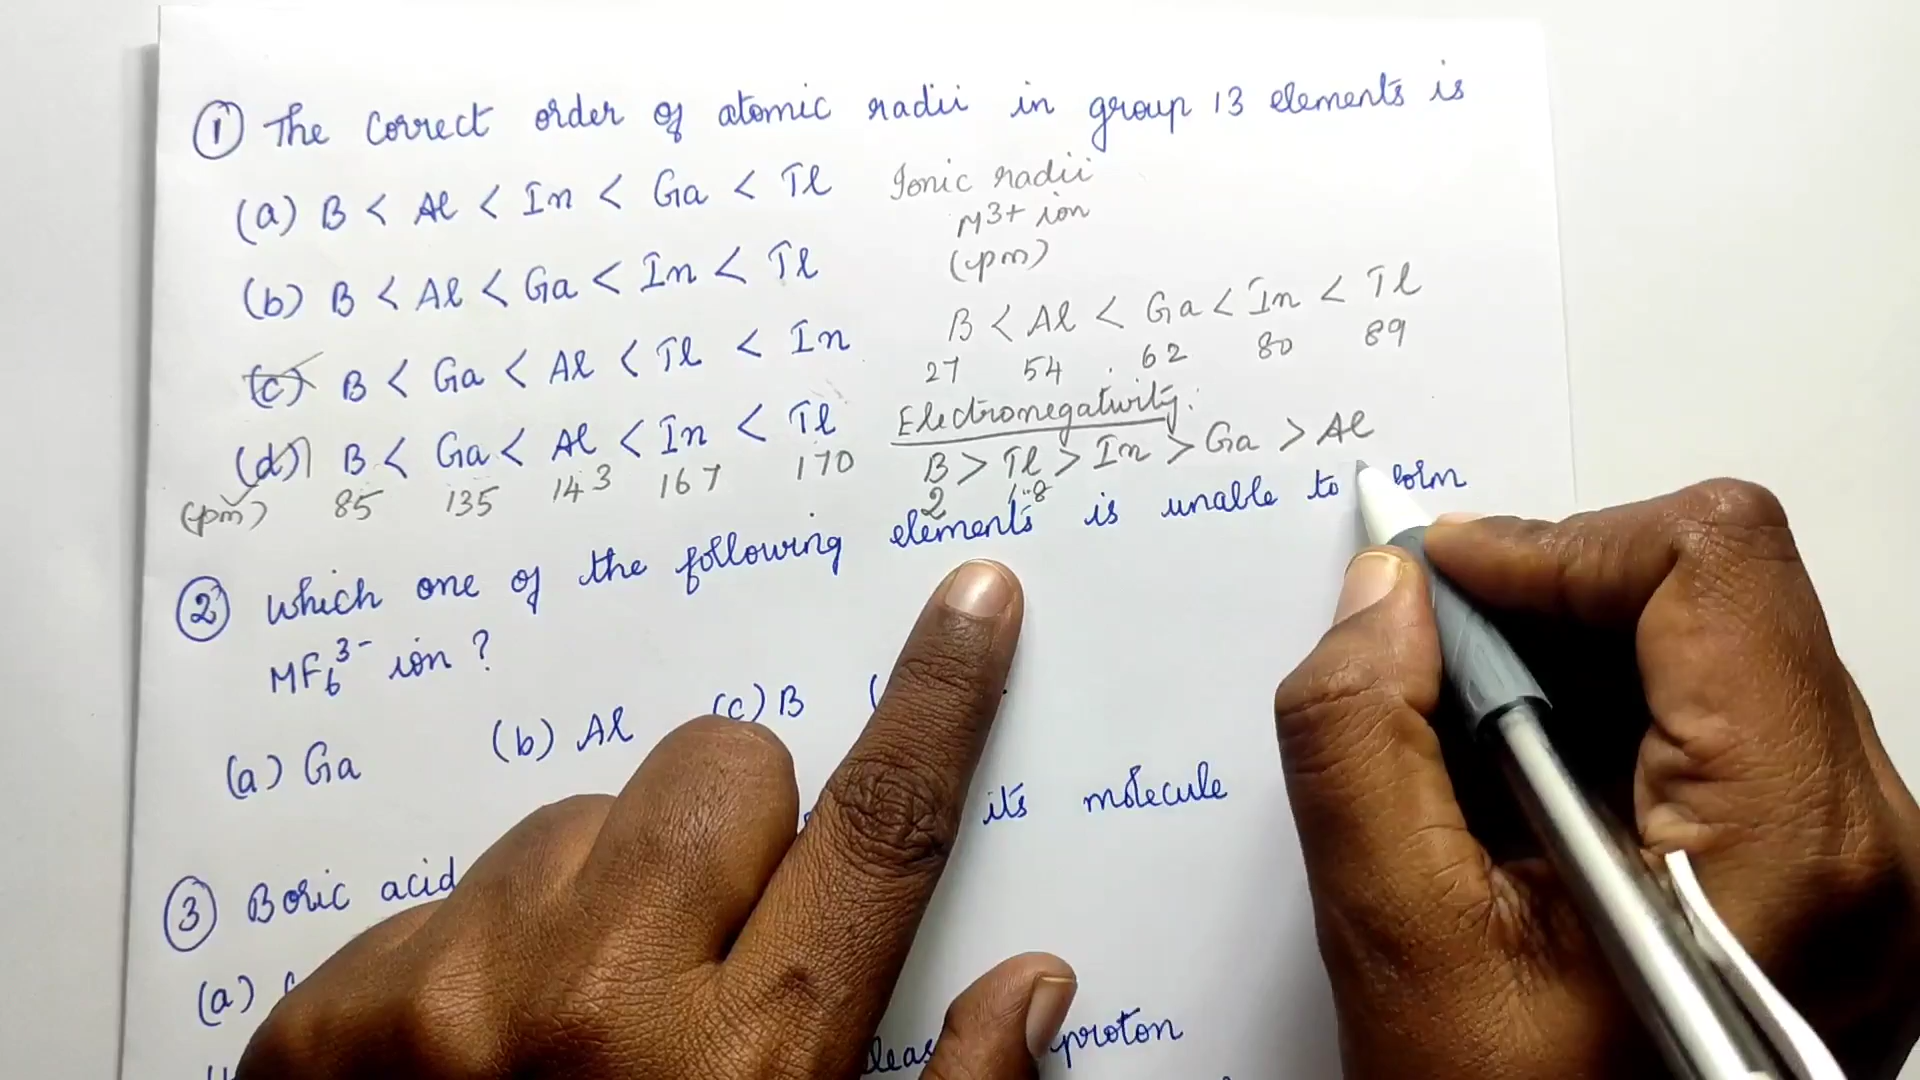 ① The Correct order of atomic radii in group 13 elements is
(a) B < Al < In < Ga < Tl
(b) B < Al < Ga < In < Tl
(c) B < Ga < Al < Tl < In
(d) B < Ga < Al < In < Tl
(pm) 85 135 143 167 170
Ionic radii
M3+ ion
(pm)
B < Al < Ga < In < Tl
27 54 62 80 89
Electronegativity:
B > Tl > In > Ga > Al
2 1.8
② Which one of the following elements is unable to form
MF6 3- ion ?
(a) Ga (b) Al (c) B
③ Boric acid its molecule
(a)
proton